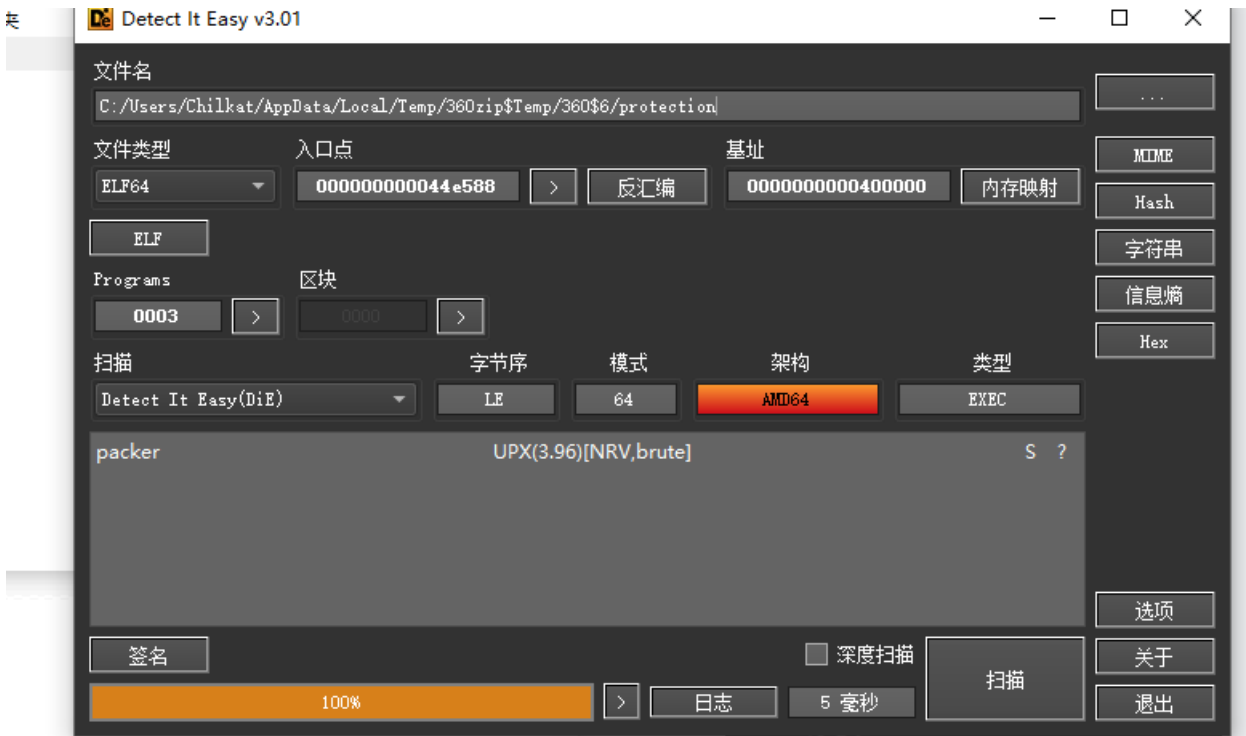 夹
Detect It Easy v3.01
文件名
C:/Users/Chilkat/AppData/Local/Temp/360zip$Temp/360$6/protection
...
文件类型 入口点 基址
MIME
ELF64 000000000044e588 > 反汇编 0000000000400000 内存映射
Hash
ELF
字符串
Programs 区块
信息熵
0003 > 0000 >
Hex
扫描 字节序 模式 架构 类型
Detect It Easy(DiE) LE 64 AMD64 EXEC
packer UPX(3.96)[NRV,brute] S ?
选项
签名 深度扫描 扫描
关于
100% > 日志 5 毫秒
退出